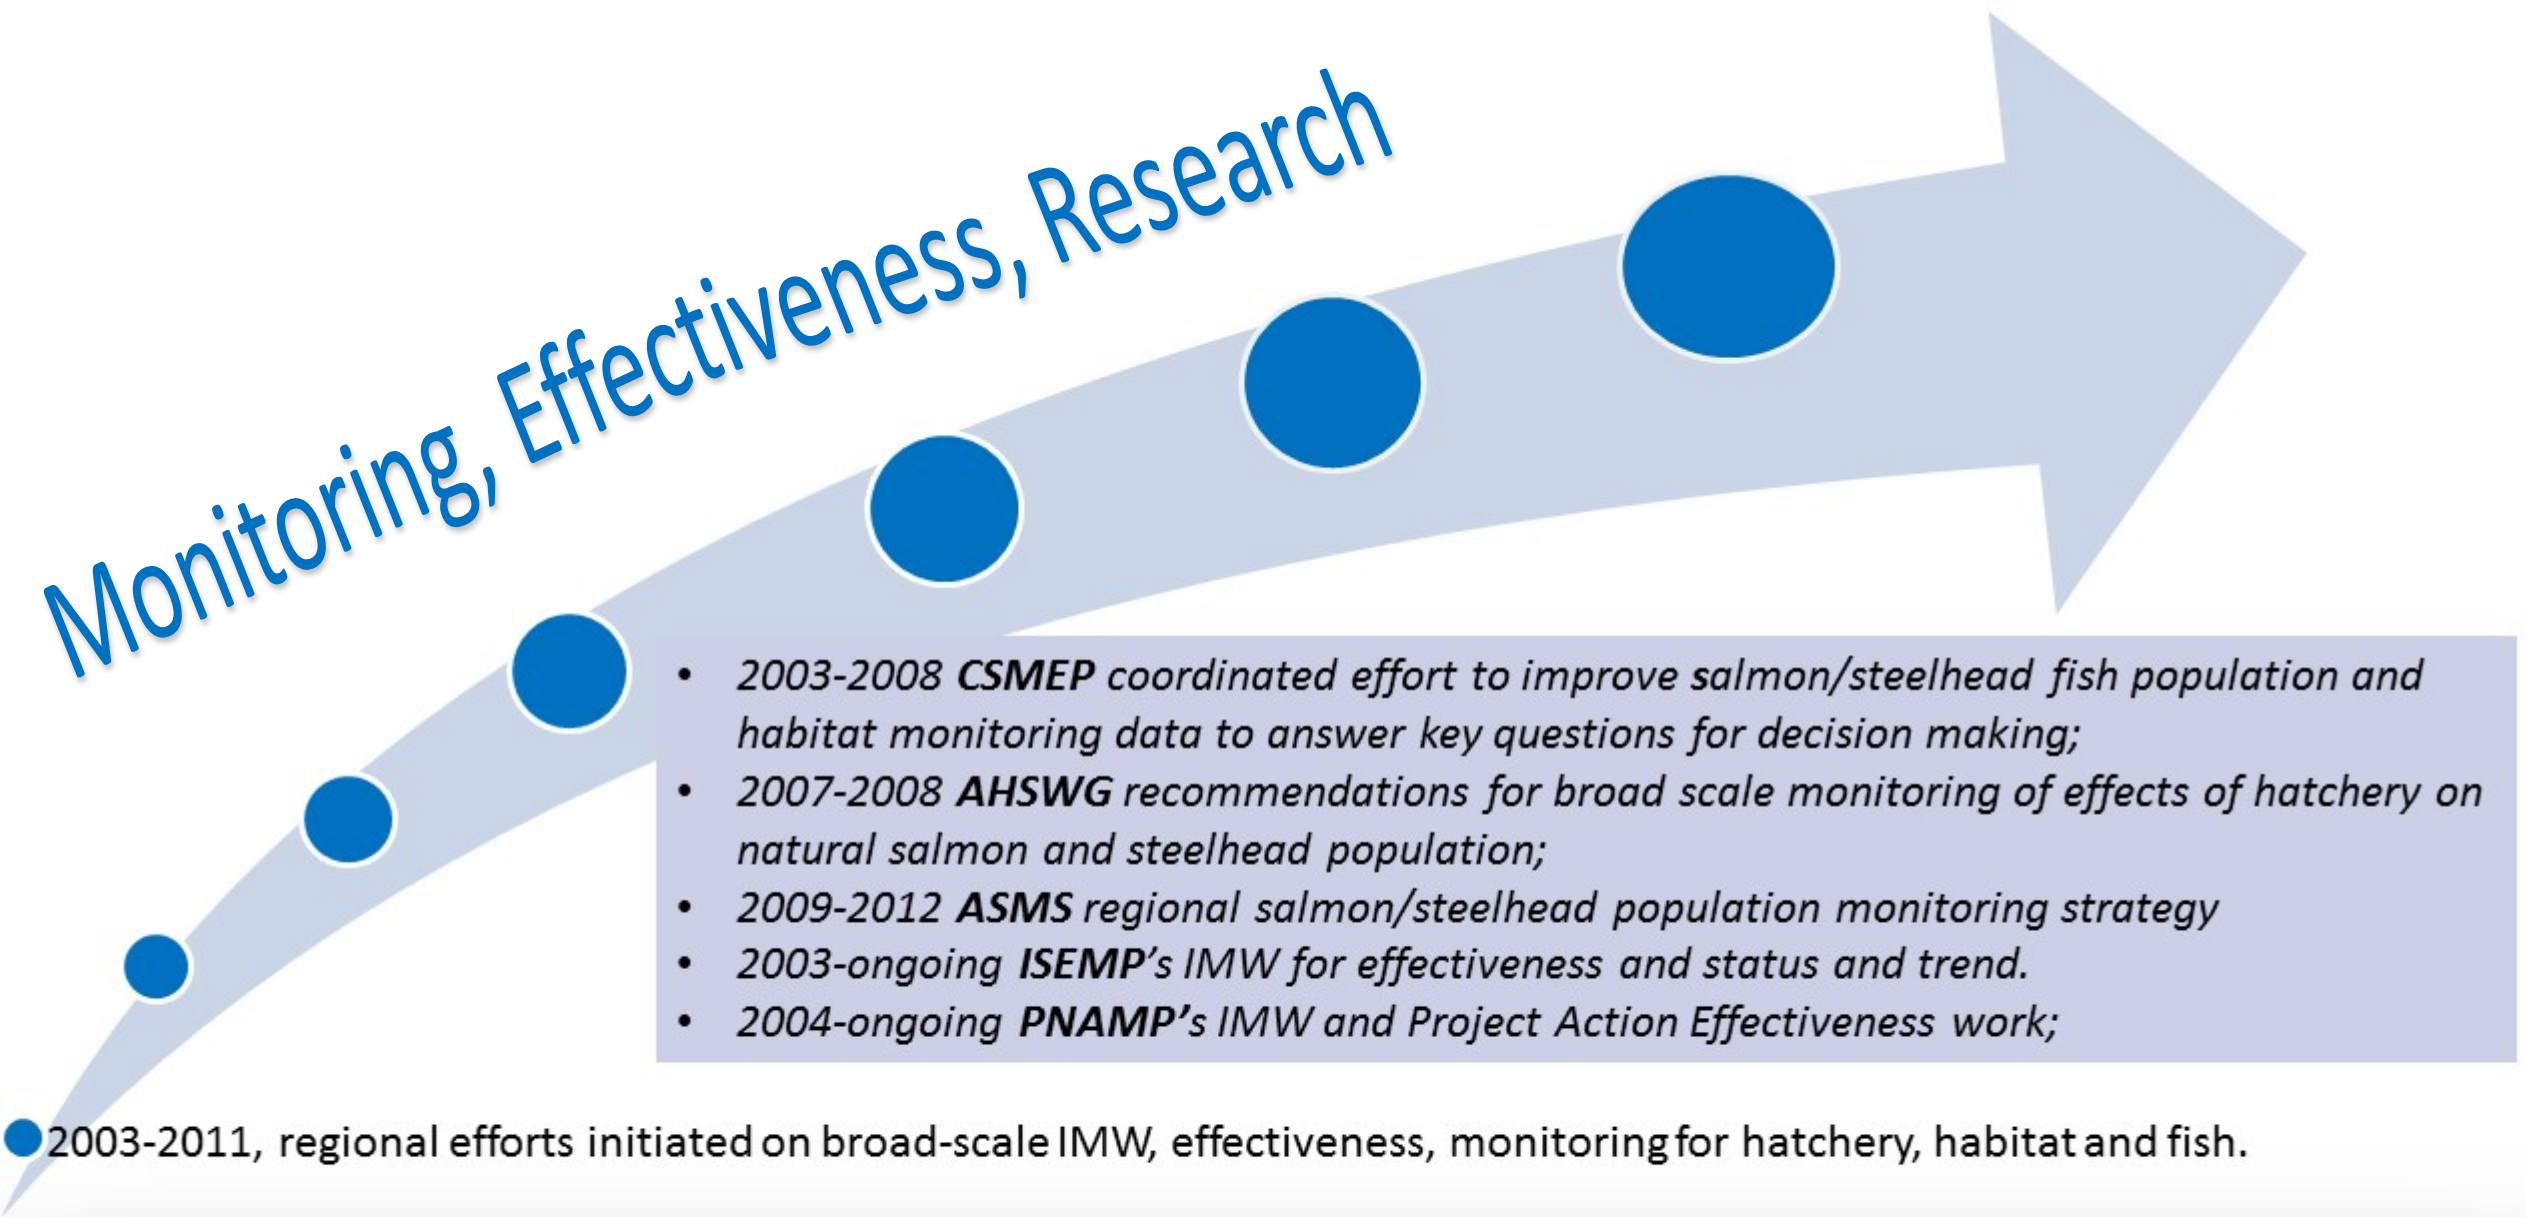 Monitoring, Effectiveness, Research
• 2003-2008 CSMEP coordinated effort to improve salmon/steelhead fish population and
habitat monitoring data to answer key questions for decision making;
• 2007-2008 AHSWG recommendations for broad scale monitoring of effects of hatchery on
natural salmon and steelhead population;
• 2009-2012 ASMS regional salmon/steelhead population monitoring strategy
• 2003-ongoing ISEMP’s IMW for effectiveness and status and trend.
• 2004-ongoing PNAMP’s IMW and Project Action Effectiveness work;
2003-2011, regional efforts initiated on broad-scale IMW, effectiveness, monitoring for hatchery, habitat and fish.